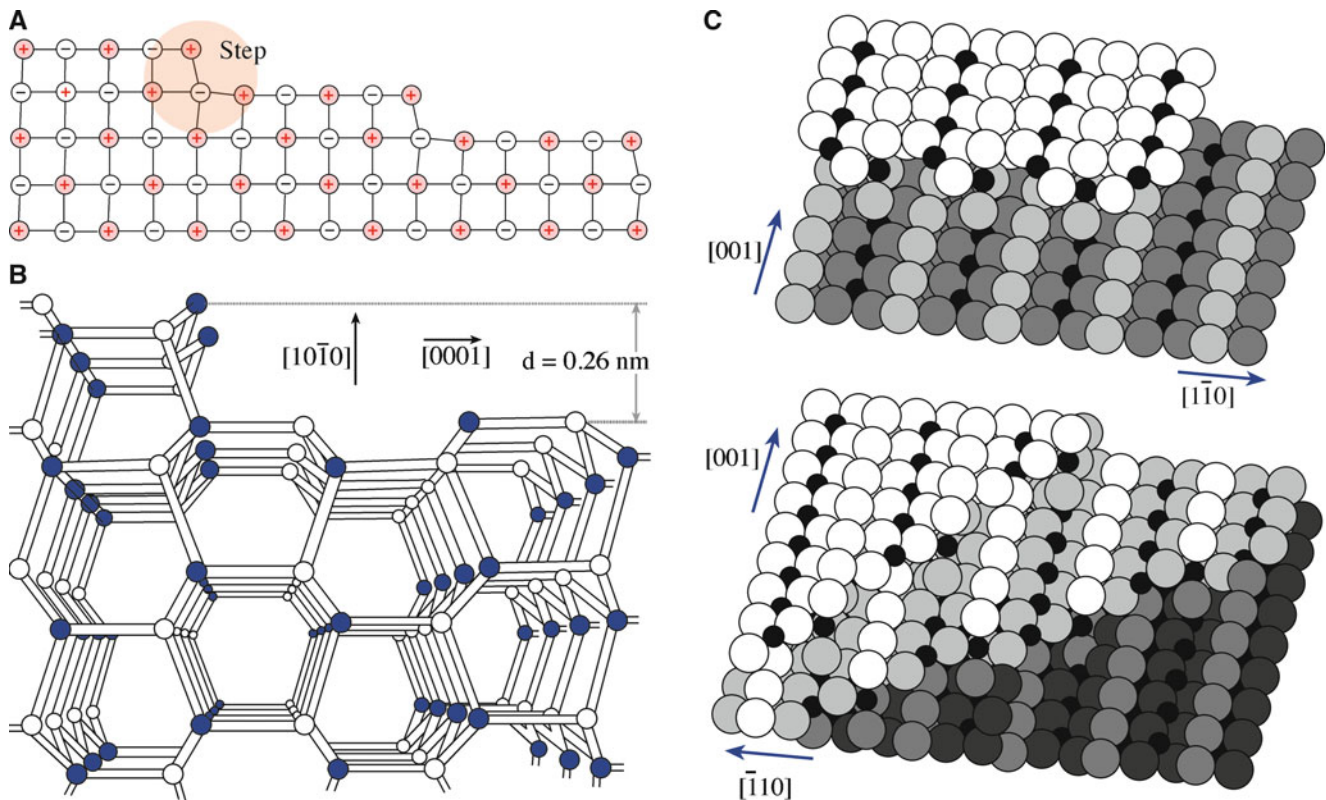 A
Step
B
[101̄0]
[0001]
d = 0.26 nm
C
[001]
[11̄0]
[001]
[1̄10]